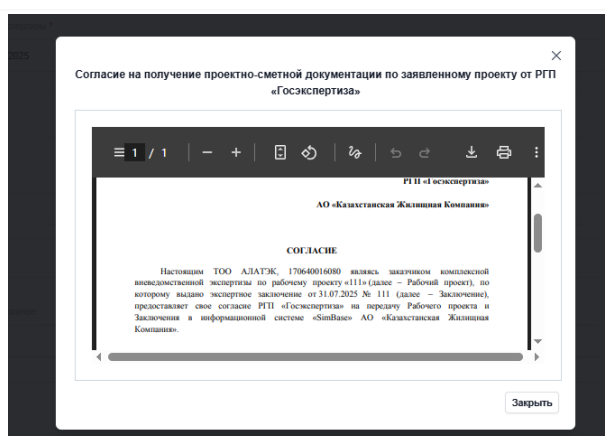 2025
Согласие на получение проектно-сметной документации по заявленному проекту от РГП
«Госэкспертиза»
1 / 1
РГП «Госэкспертиза»
АО «Казахстанская Жилищная Компания»
СОГЛАСИЕ
Настоящим ТОО АЛАТЭК, 170640016080 являясь заказчиком комплексной
вневедомственной экспертизы по рабочему проекту «111» (далее – Рабочий проект), по
которому выдано экспертное заключение от 31.07.2025 № 111 (далее – Заключение),
предоставляет свое согласие РГП «Госэкспертиза» на передачу Рабочего проекта и
Заключения в информационной системе «SimBase» АО «Казахстанская Жилищная
Компания».
Закрыть